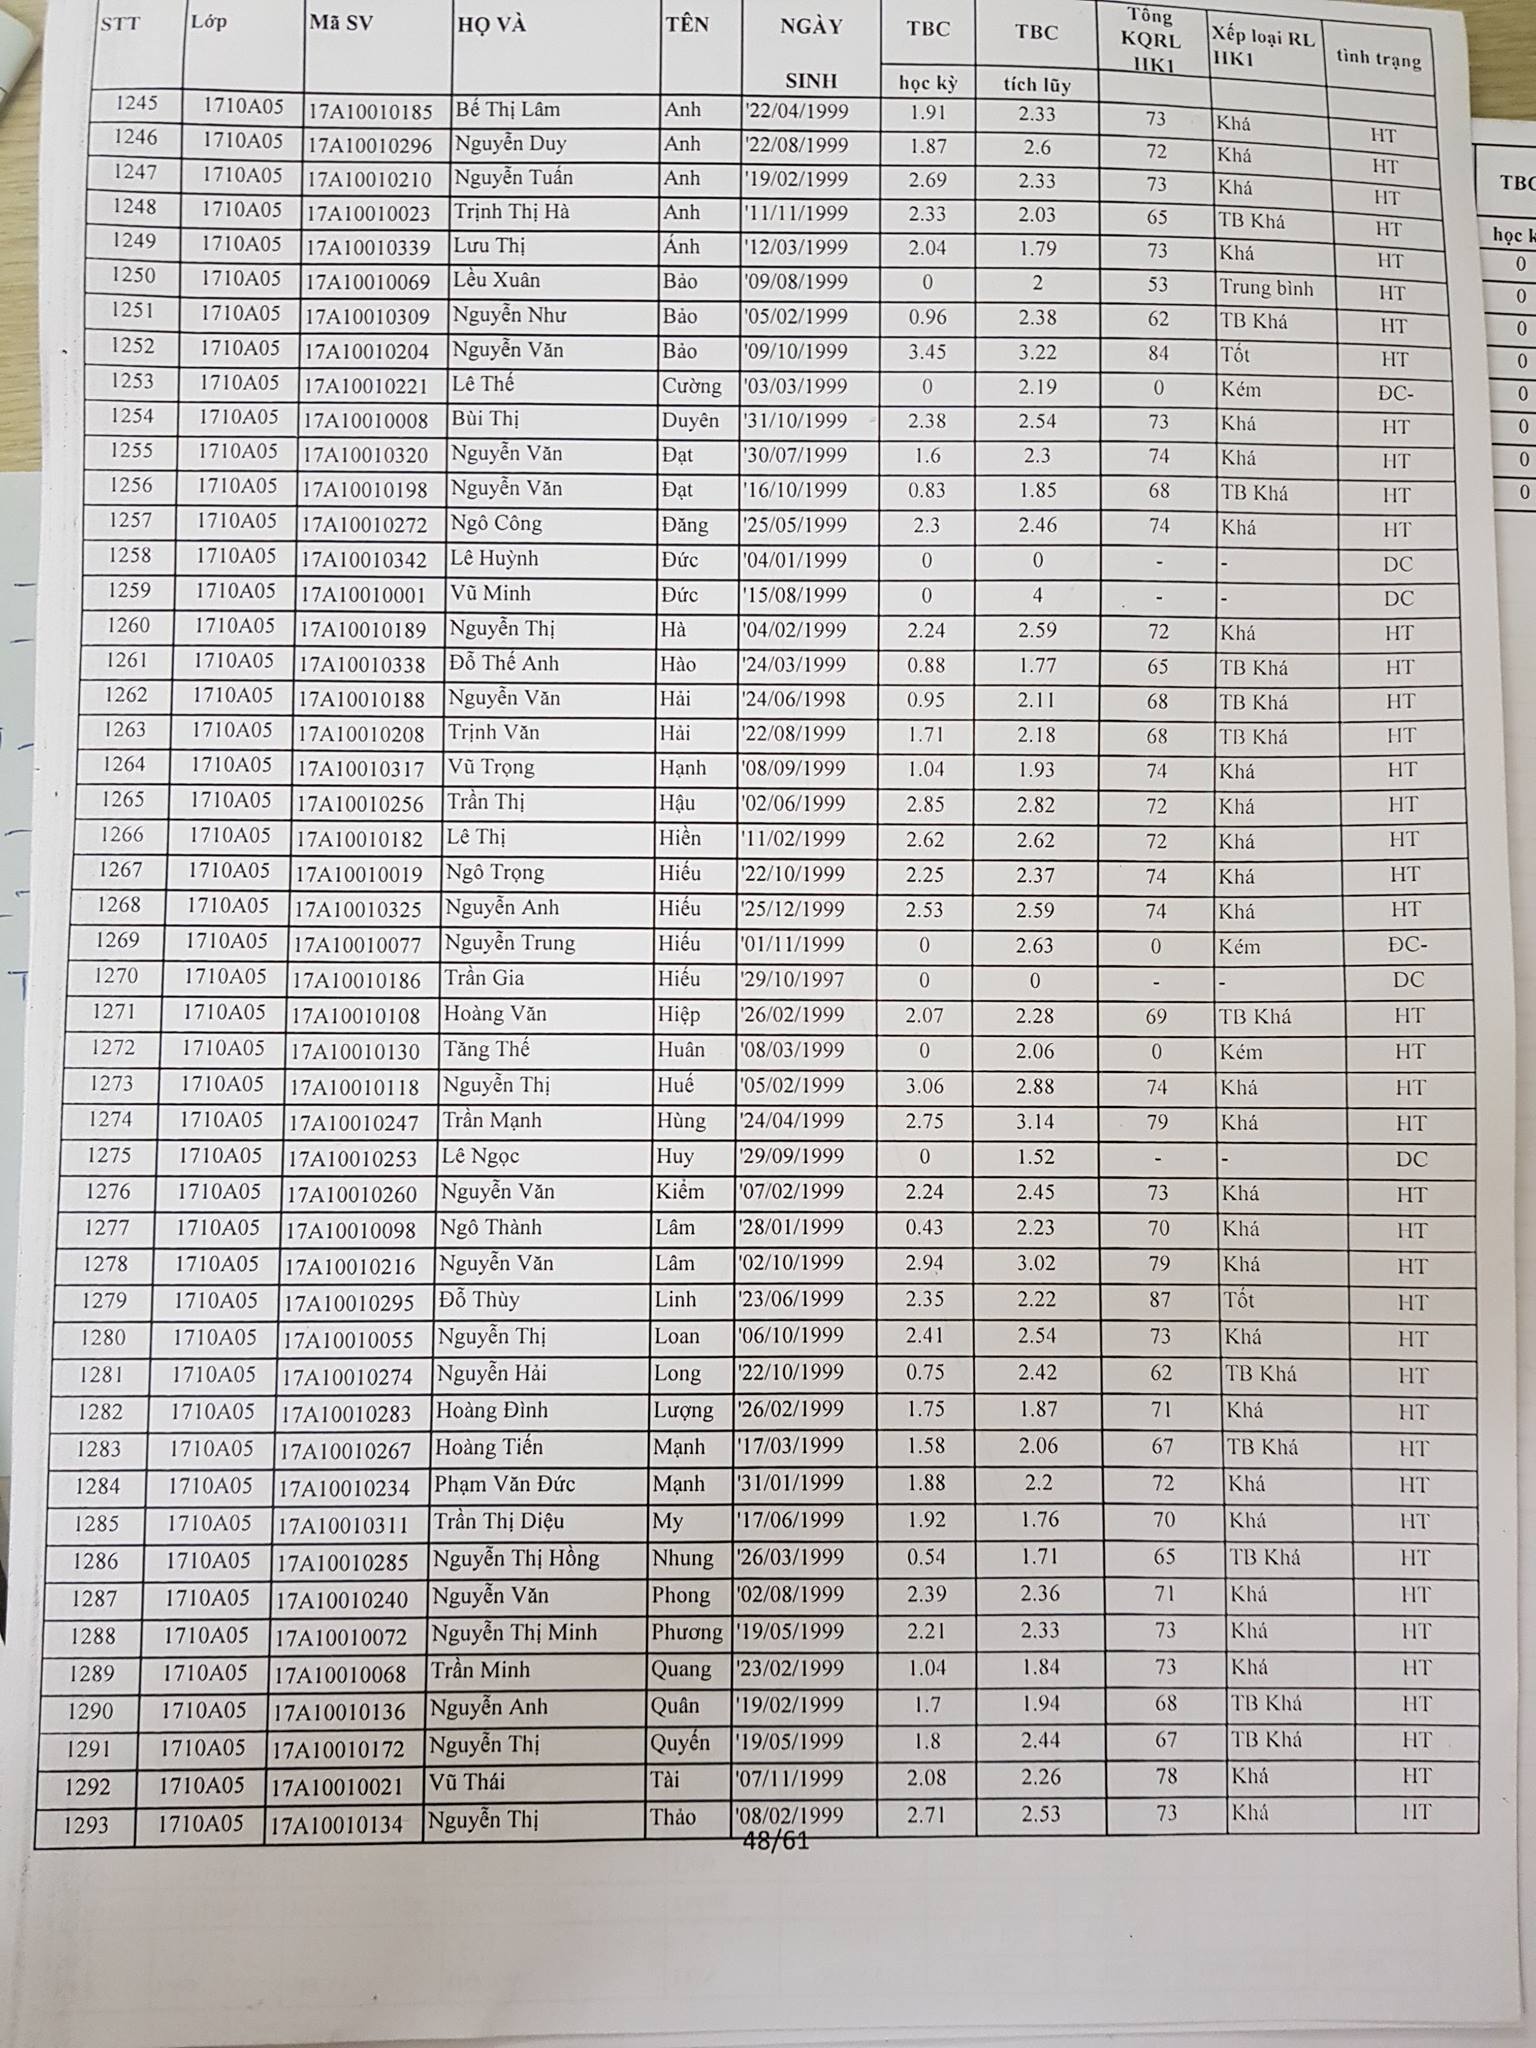 STT Lớp Mã SV HỌ VÀ TÊN NGÀY SINH TBC học kỳ TBC tích lũy Tổng KQRL HK1 Xếp loại RL HK1 tình trạng
1245 1710A05 17A10010185 Bế Thị Lâm Anh '22/04/1999 1.91 2.33 73 Khá HT
1246 1710A05 17A10010296 Nguyễn Duy Anh '22/08/1999 1.87 2.6 72 Khá HT
1247 1710A05 17A10010210 Nguyễn Tuấn Anh '19/02/1999 2.69 2.33 73 Khá HT
1248 1710A05 17A10010023 Trịnh Thị Hà Anh '11/11/1999 2.33 2.03 65 TB Khá HT
1249 1710A05 17A10010339 Lưu Thị Ánh '12/03/1999 2.04 1.79 73 Khá HT
1250 1710A05 17A10010069 Lều Xuân Bảo '09/08/1999 0 2 53 Trung bình HT
1251 1710A05 17A10010309 Nguyễn Như Bảo '05/02/1999 0.96 2.38 62 TB Khá HT
1252 1710A05 17A10010204 Nguyễn Văn Bảo '09/10/1999 3.45 3.22 84 Tốt HT
1253 1710A05 17A10010221 Lê Thế Cường '03/03/1999 0 2.19 0 Kém ĐC-
1254 1710A05 17A10010008 Bùi Thị Duyên '31/10/1999 2.38 2.54 73 Khá HT
1255 1710A05 17A10010320 Nguyễn Văn Đạt '30/07/1999 1.6 2.3 74 Khá HT
1256 1710A05 17A10010198 Nguyễn Văn Đạt '16/10/1999 0.83 1.85 68 TB Khá HT
1257 1710A05 17A10010272 Ngô Công Đăng '25/05/1999 2.3 2.46 74 Khá HT
1258 1710A05 17A10010342 Lê Huỳnh Đức '04/01/1999 0 0 - - DC
1259 1710A05 17A10010001 Vũ Minh Đức '15/08/1999 0 4 - - DC
1260 1710A05 17A10010189 Nguyễn Thị Hà '04/02/1999 2.24 2.59 72 Khá HT
1261 1710A05 17A10010338 Đỗ Thế Anh Hào '24/03/1999 0.88 1.77 65 TB Khá HT
1262 1710A05 17A10010188 Nguyễn Văn Hải '24/06/1998 0.95 2.11 68 TB Khá HT
1263 1710A05 17A10010208 Trịnh Văn Hải '22/08/1999 1.71 2.18 68 TB Khá HT
1264 1710A05 17A10010317 Vũ Trọng Hạnh '08/09/1999 1.04 1.93 74 Khá HT
1265 1710A05 17A10010256 Trần Thị Hậu '02/06/1999 2.85 2.82 72 Khá HT
1266 1710A05 17A10010182 Lê Thị Hiền '11/02/1999 2.62 2.62 72 Khá HT
1267 1710A05 17A10010019 Ngô Trọng Hiếu '22/10/1999 2.25 2.37 74 Khá HT
1268 1710A05 17A10010325 Nguyễn Anh Hiếu '25/12/1999 2.53 2.59 74 Khá HT
1269 1710A05 17A10010077 Nguyễn Trung Hiếu '01/11/1999 0 2.63 0 Kém ĐC-
1270 1710A05 17A10010186 Trần Gia Hiếu '29/10/1997 0 0 - - DC
1271 1710A05 17A10010108 Hoàng Văn Hiệp '26/02/1999 2.07 2.28 69 TB Khá HT
1272 1710A05 17A10010130 Tăng Thế Huân '08/03/1999 0 2.06 0 Kém HT
1273 1710A05 17A10010118 Nguyễn Thị Huế '05/02/1999 3.06 2.88 74 Khá HT
1274 1710A05 17A10010247 Trần Mạnh Hùng '24/04/1999 2.75 3.14 79 Khá HT
1275 1710A05 17A10010253 Lê Ngọc Huy '29/09/1999 0 1.52 - - DC
1276 1710A05 17A10010260 Nguyễn Văn Kiểm '07/02/1999 2.24 2.45 73 Khá HT
1277 1710A05 17A10010098 Ngô Thành Lâm '28/01/1999 0.43 2.23 70 Khá HT
1278 1710A05 17A10010216 Nguyễn Văn Lâm '02/10/1999 2.94 3.02 79 Khá HT
1279 1710A05 17A10010295 Đỗ Thùy Linh '23/06/1999 2.35 2.22 87 Tốt HT
1280 1710A05 17A10010055 Nguyễn Thị Loan '06/10/1999 2.41 2.54 73 Khá HT
1281 1710A05 17A10010274 Nguyễn Hải Long '22/10/1999 0.75 2.42 62 TB Khá HT
1282 1710A05 17A10010283 Hoàng Đình Lượng '26/02/1999 1.75 1.87 71 Khá HT
1283 1710A05 17A10010267 Hoàng Tiến Mạnh '17/03/1999 1.58 2.06 67 TB Khá HT
1284 1710A05 17A10010234 Phạm Văn Đức Mạnh '31/01/1999 1.88 2.2 72 Khá HT
1285 1710A05 17A10010311 Trần Thị Diệu My '17/06/1999 1.92 1.76 70 Khá HT
1286 1710A05 17A10010285 Nguyễn Thị Hồng Nhung '26/03/1999 0.54 1.71 65 TB Khá HT
1287 1710A05 17A10010240 Nguyễn Văn Phong '02/08/1999 2.39 2.36 71 Khá HT
1288 1710A05 17A10010072 Nguyễn Thị Minh Phương '19/05/1999 2.21 2.33 73 Khá HT
1289 1710A05 17A10010068 Trần Minh Quang '23/02/1999 1.04 1.84 73 Khá HT
1290 1710A05 17A10010136 Nguyễn Anh Quân '19/02/1999 1.7 1.94 68 TB Khá HT
1291 1710A05 17A10010172 Nguyễn Thị Quyến '19/05/1999 1.8 2.44 67 TB Khá HT
1292 1710A05 17A10010021 Vũ Thái Tài '07/11/1999 2.08 2.26 78 Khá HT
1293 1710A05 17A10010134 Nguyễn Thị Thảo '08/02/1999 2.71 2.53 73 Khá HT
48/61
TBC
học k
0
0
0
0
0
0
0
0